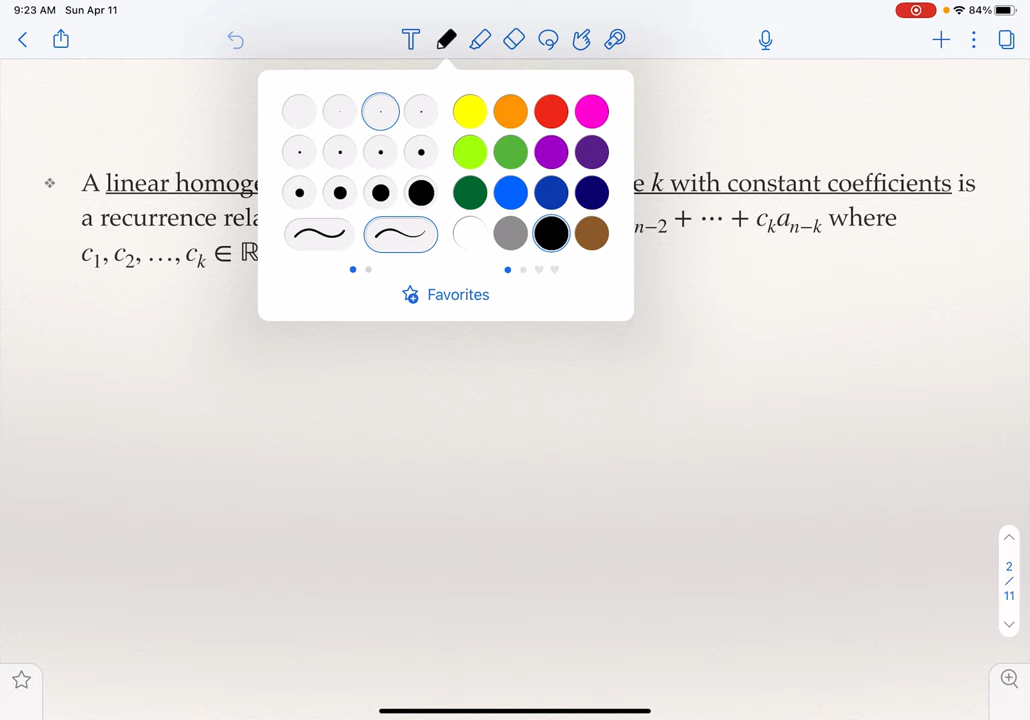 9:23 AM Sun Apr 11
84%
T
A linear homoge e k with constant coefficients is
a recurrence rela n−2 + ⋯ + cₖaₙ₋ₖ where
c₁, c₂, …, cₖ ∈ ℝ
Favorites
2
/
11